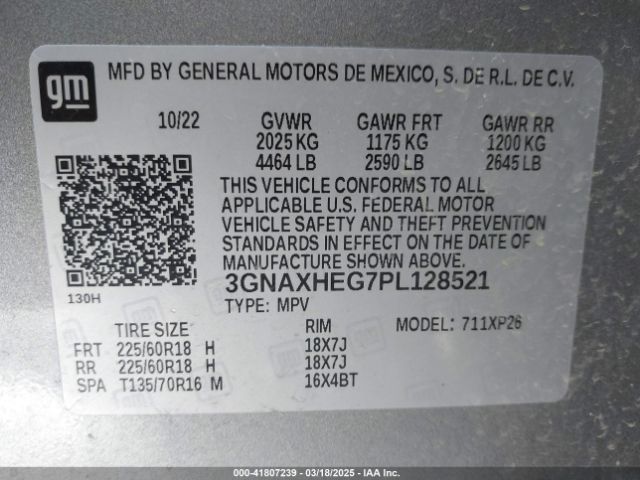 gm
MFD BY GENERAL MOTORS DE MEXICO, S. DE R.L. DE C.V.
10/22 GVWR GAWR FRT GAWR RR
2025 KG 1175 KG 1200 KG
4464 LB 2590 LB 2645 LB
THIS VEHICLE CONFORMS TO ALL
APPLICABLE U.S. FEDERAL MOTOR
VEHICLE SAFETY AND THEFT PREVENTION
STANDARDS IN EFFECT ON THE DATE OF
MANUFACTURE SHOWN ABOVE.
3GNAXHEG7PL128521
130H
TYPE: MPV
TIRE SIZE RIM MODEL: 711XP26
FRT 225/60R18 H 18X7J
RR 225/60R18 H 18X7J
SPA T135/70R16 M 16X4BT
000-41807239 - 03/18/2025 - IAA Inc.